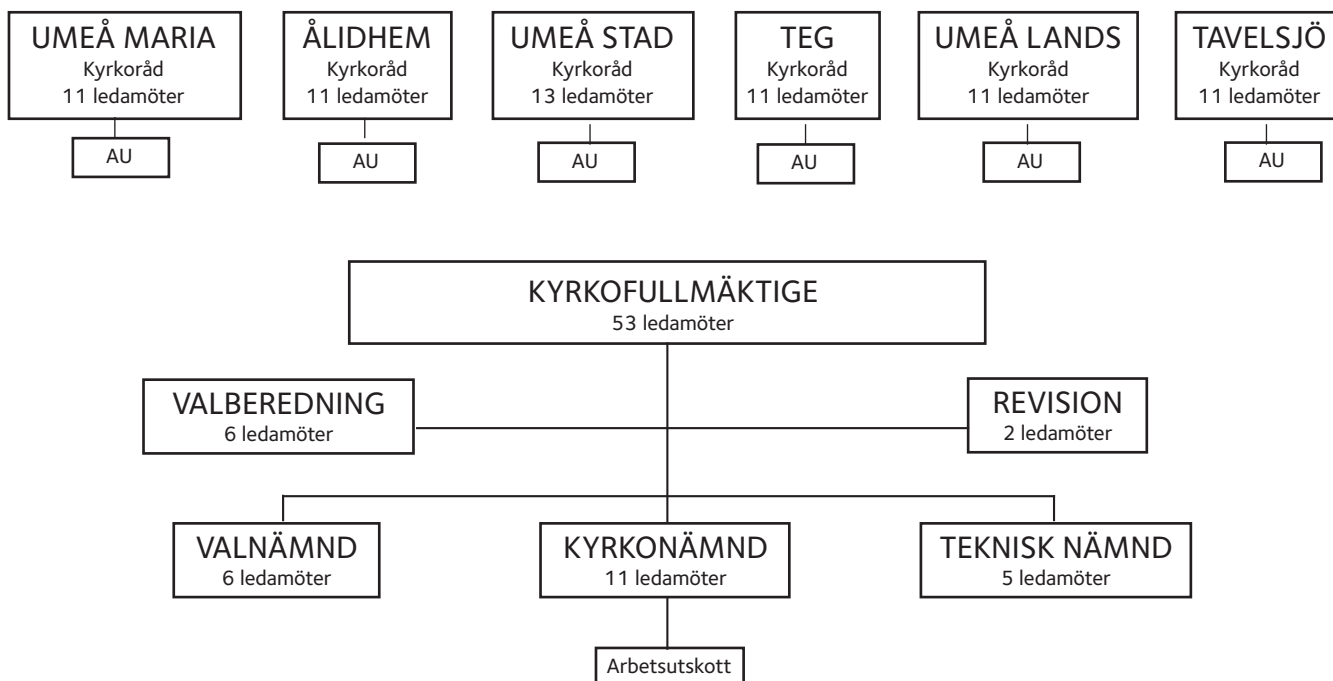 UMEÅ MARIA
Kyrkoråd
11 ledamöter
AU
ÅLIDHEM
Kyrkoråd
11 ledamöter
AU
UMEÅ STAD
Kyrkoråd
13 ledamöter
AU
TEG
Kyrkoråd
11 ledamöter
AU
UMEÅ LANDS
Kyrkoråd
11 ledamöter
AU
TAVELSJÖ
Kyrkoråd
11 ledamöter
AU
KYRKOFULLMÄKTIGE
53 ledamöter
VALBEREDNING
6 ledamöter
REVISION
2 ledamöter
VALNÄMND
6 ledamöter
KYRKONÄMND
11 ledamöter
TEKNISK NÄMND
5 ledamöter
Arbetsutskott